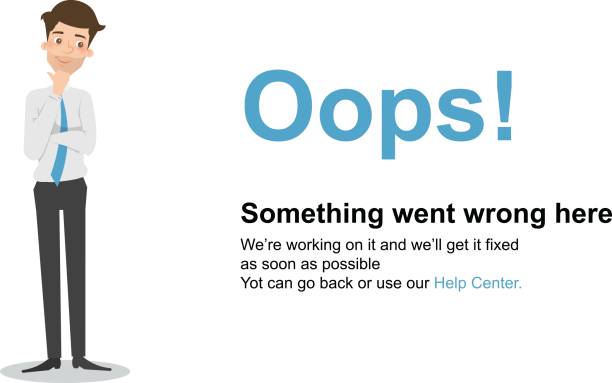 Oops!
Something went wrong here
We’re working on it and we’ll get it fixed
as soon as possible
Yot can go back or use our Help Center.